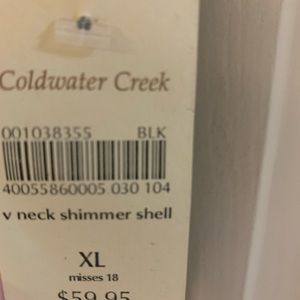 Coldwater Creek
001038355 BLK
40055860005 030 104
v neck shimmer shell
XL
misses 18
$59.95